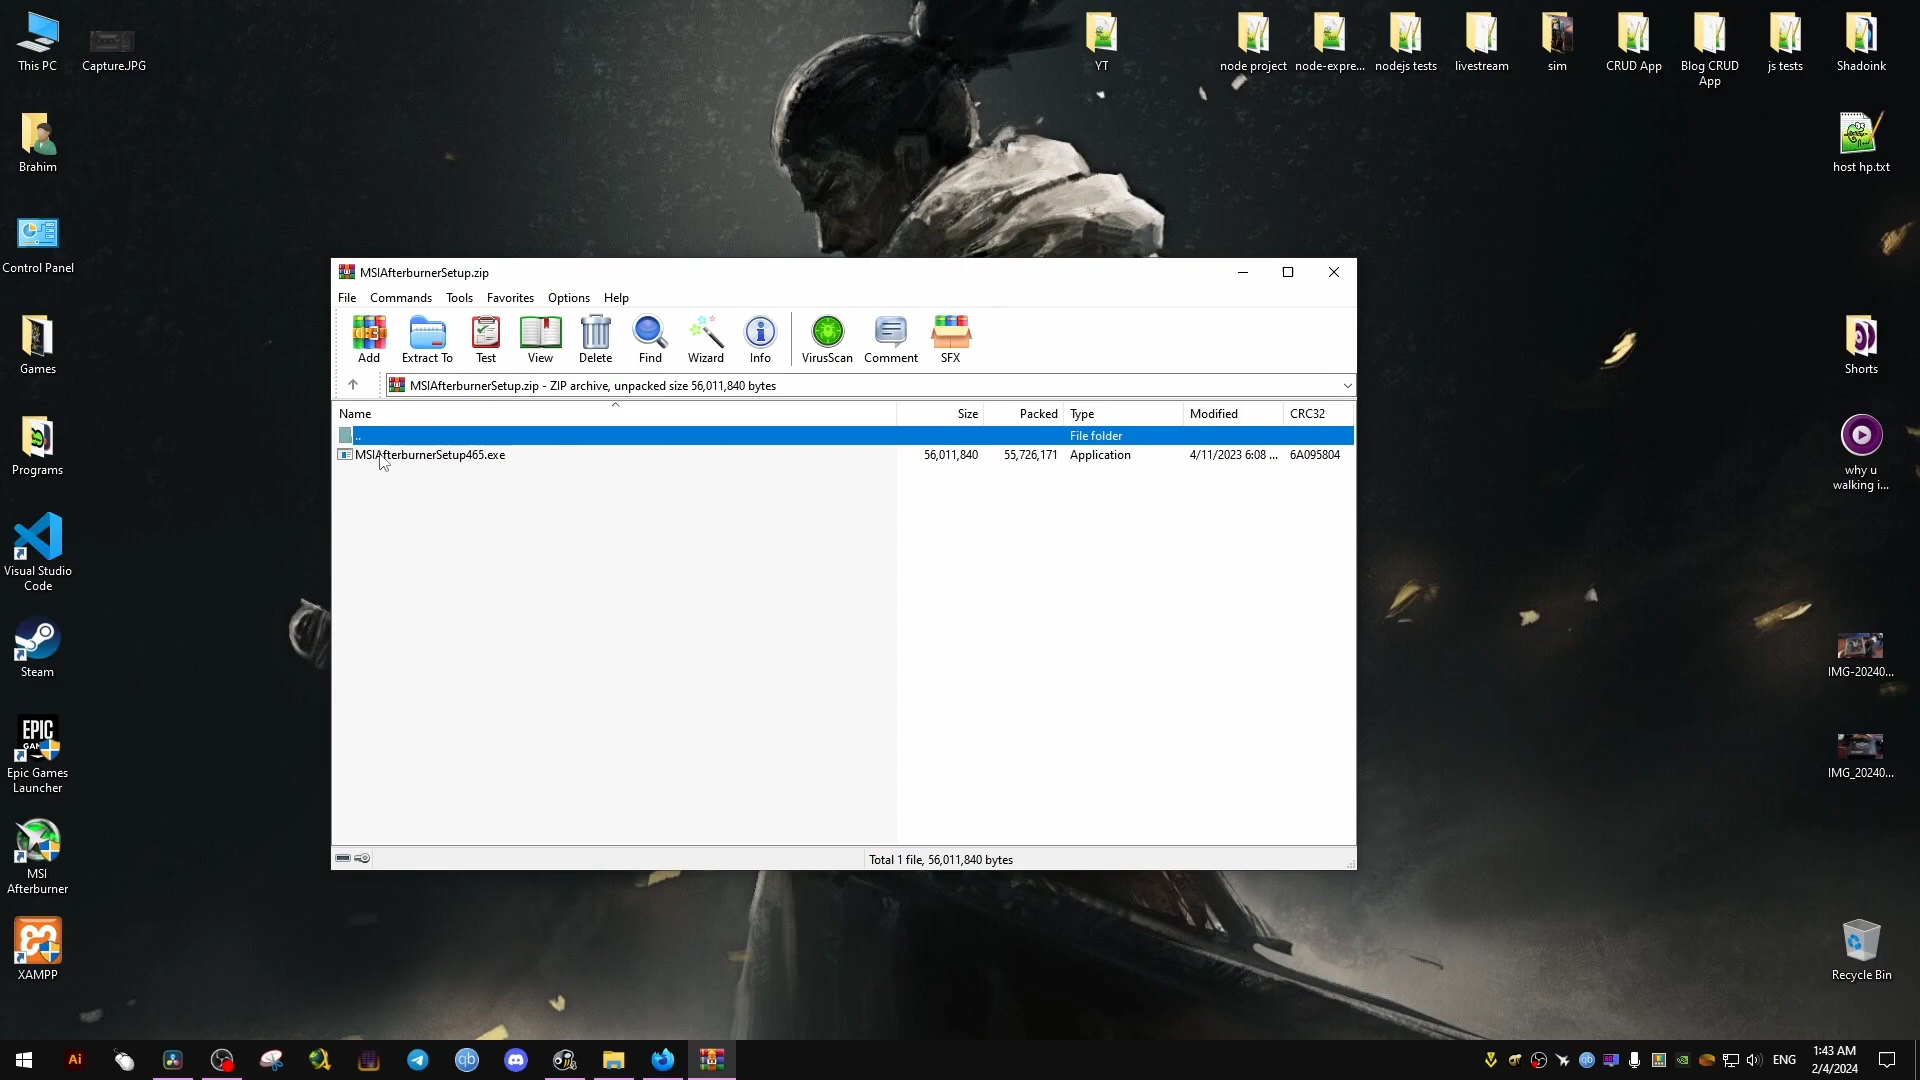 This PC
Capture.JPG
YT
node project
node-expre...
nodejs tests
livestream
sim
CRUD App
Blog CRUD
App
js tests
Shadoink
Brahim
host hp.txt
Control Panel
MSIAfterburnerSetup.zip
File Commands Tools Favorites Options Help
Add Extract To Test View Delete Find Wizard Info VirusScan Comment SFX
MSIAfterburnerSetup.zip - ZIP archive, unpacked size 56,011,840 bytes
Name Size Packed Type Modified CRC32
.. File folder
MSIAfterburnerSetup465.exe 56,011,840 55,726,171 Application 4/11/2023 6:08 ... 6A095804
Total 1 file, 56,011,840 bytes
Games
Shorts
Programs
why u
walking i...
Visual Studio
Code
Steam
IMG-20240...
EPIC
Epic Games
Launcher
IMG_20240...
MSI
Afterburner
XAMPP
Recycle Bin
Ai
qb
qb
ENG
1:43 AM
2/4/2024